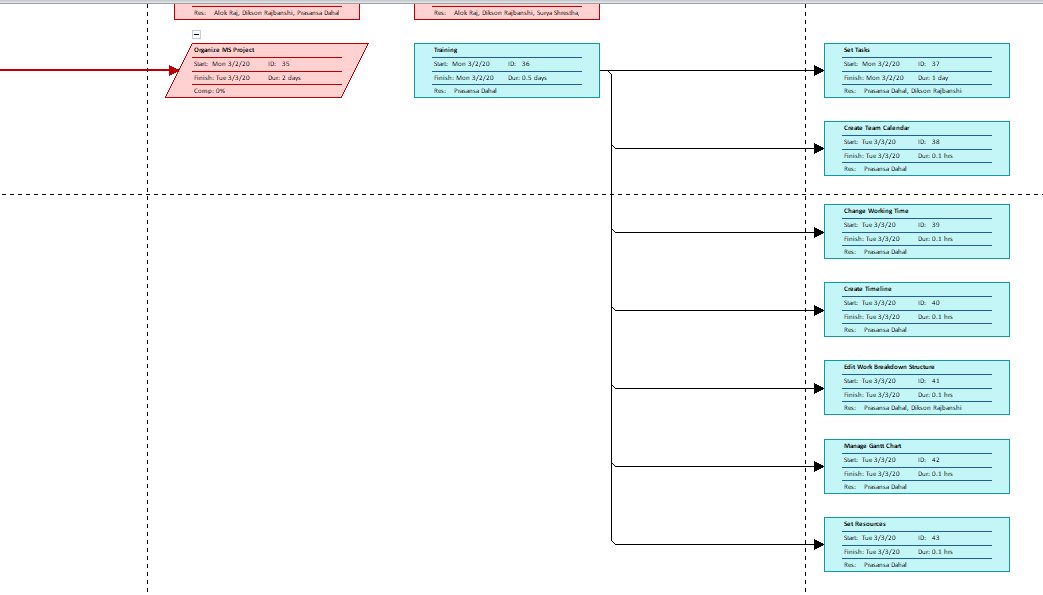 Res: Alok Raj, Dikson Rajbanshi, Prasansa Dahal
Res: Alok Raj, Dikson Rajbanshi, Surya Shrestha,
Organize MS Project
Start: Mon 3/2/20 ID: 35
Finish: Tue 3/3/20 Dur: 2 days
Comp: 0%
Training
Start: Mon 3/2/20 ID: 36
Finish: Mon 3/2/20 Dur: 0.5 days
Res: Prasansa Dahal
Set Tasks
Start: Mon 3/2/20 ID: 37
Finish: Mon 3/2/20 Dur: 1 day
Res: Prasansa Dahal, Dikson Rajbanshi
Create Team Calendar
Start: Tue 3/3/20 ID: 38
Finish: Tue 3/3/20 Dur: 0.1 hrs
Res: Prasansa Dahal
Change Working Time
Start: Tue 3/3/20 ID: 39
Finish: Tue 3/3/20 Dur: 0.1 hrs
Res: Prasansa Dahal
Create Timeline
Start: Tue 3/3/20 ID: 40
Finish: Tue 3/3/20 Dur: 0.1 hrs
Res: Prasansa Dahal
Edit Work Breakdown Structure
Start: Tue 3/3/20 ID: 41
Finish: Tue 3/3/20 Dur: 0.1 hrs
Res: Prasansa Dahal, Dikson Rajbanshi
Manage Gantt Chart
Start: Tue 3/3/20 ID: 42
Finish: Tue 3/3/20 Dur: 0.1 hrs
Res: Prasansa Dahal
Set Resources
Start: Tue 3/3/20 ID: 43
Finish: Tue 3/3/20 Dur: 0.1 hrs
Res: Prasansa Dahal